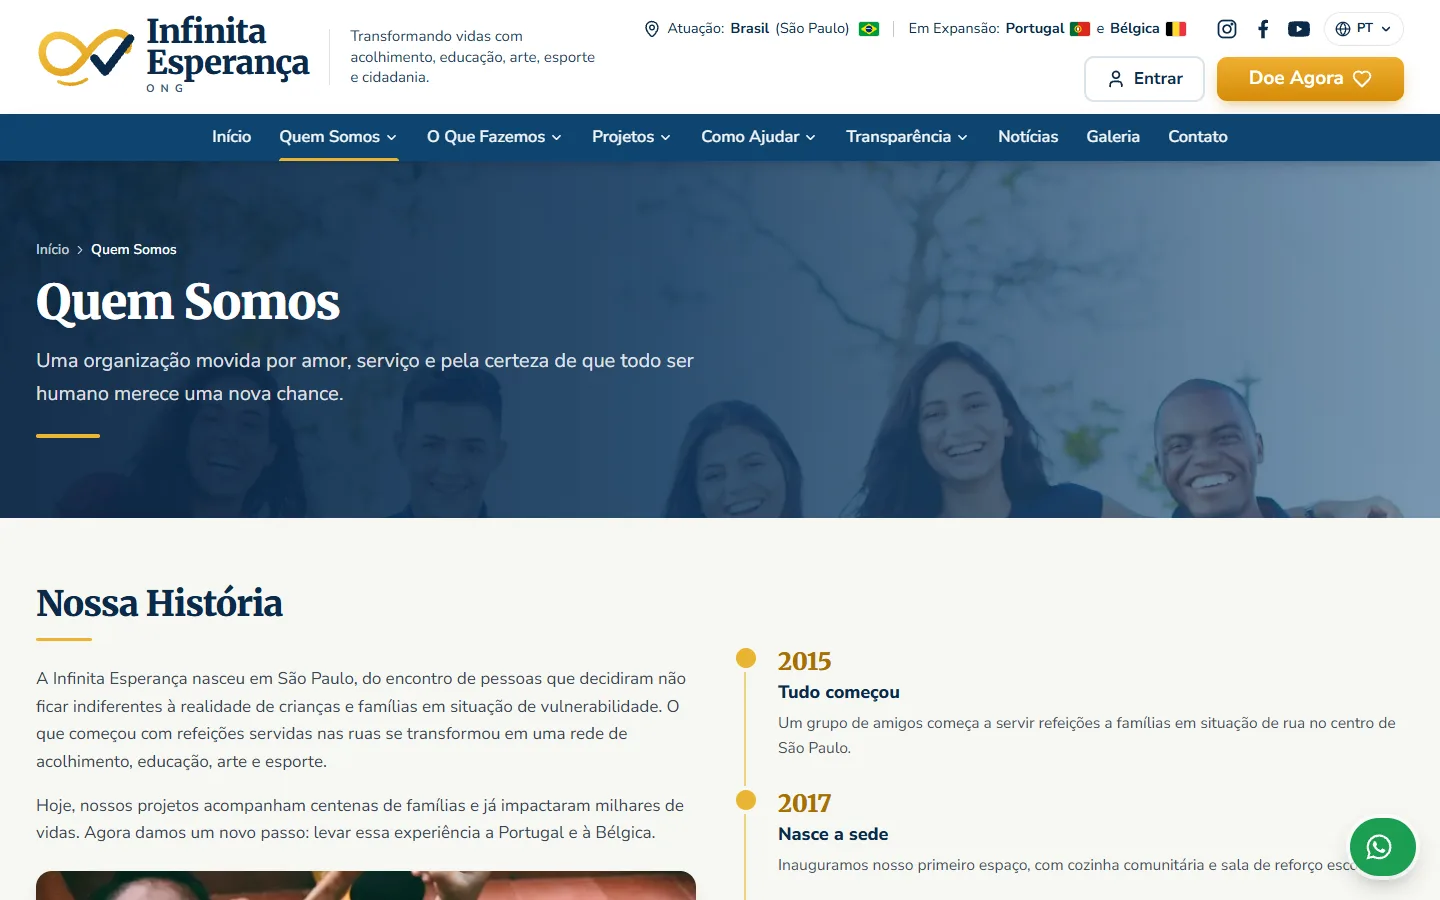 Infinita
Esperança
ONG
Transformando vidas com
acolhimento, educação, arte, esporte
e cidadania.
Atuação: Brasil (São Paulo)
Em Expansão: Portugal e Bélgica
PT
Entrar
Doe Agora
Início
Quem Somos
O Que Fazemos
Projetos
Como Ajudar
Transparência
Notícias
Galeria
Contato
Início > Quem Somos
Quem Somos
Uma organização movida por amor, serviço e pela certeza de que todo ser
humano merece uma nova chance.
Nossa História
A Infinita Esperança nasceu em São Paulo, do encontro de pessoas que decidiram não
ficar indiferentes à realidade de crianças e famílias em situação de vulnerabilidade. O
que começou com refeições servidas nas ruas se transformou em uma rede de
acolhimento, educação, arte e esporte.
Hoje, nossos projetos acompanham centenas de famílias e já impactaram milhares de
vidas. Agora damos um novo passo: levar essa experiência a Portugal e à Bélgica.
2015
Tudo começou
Um grupo de amigos começa a servir refeições a famílias em situação de rua no centro de
São Paulo.
2017
Nasce a sede
Inauguramos nosso primeiro espaço, com cozinha comunitária e sala de reforço